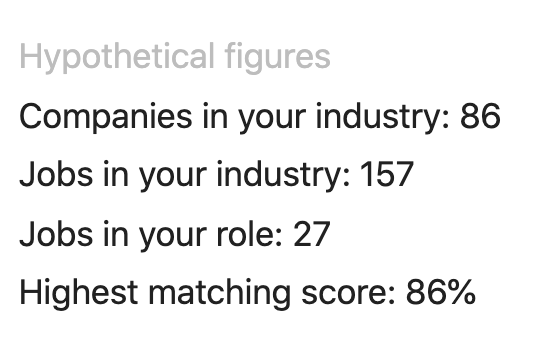 Hypothetical figures
Companies in your industry: 86
Jobs in your industry: 157
Jobs in your role: 27
Highest matching score: 86%